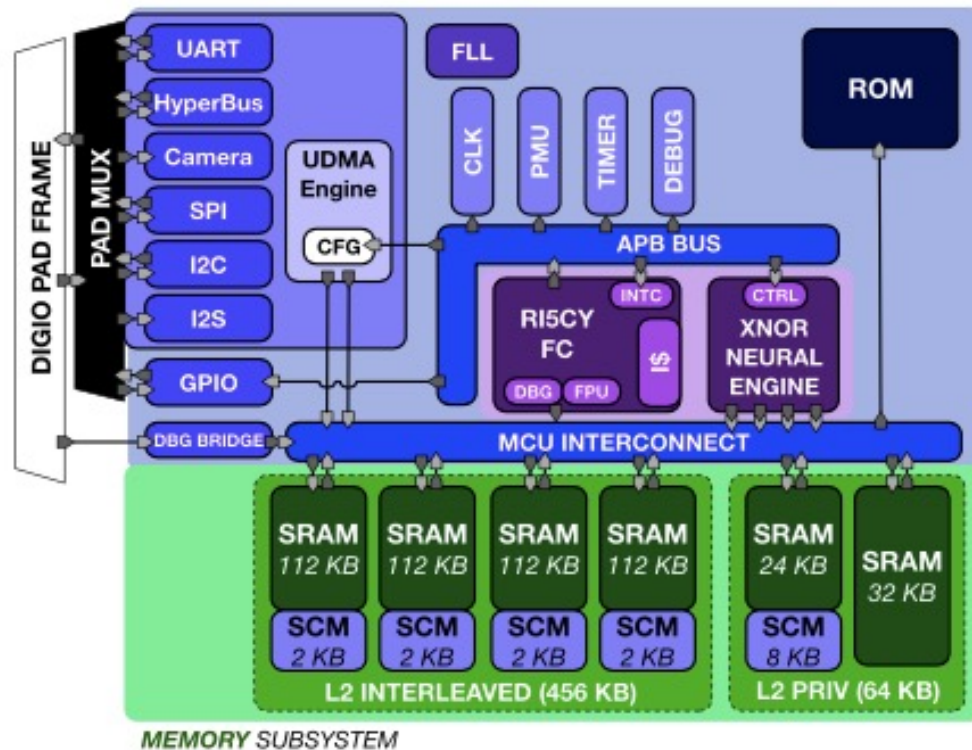 UART
HyperBus
Camera
SPI
I2C
I2S
GPIO
DBG BRIDGE
DIGIO PAD FRAME
PAD MUX
UDMA
Engine
CFG
FLL
CLK
PMU
TIMER
DEBUG
ROM
APB BUS
INTC
RI5CY
FC
I$
DBG
FPU
CTRL
XNOR
NEURAL
ENGINE
MCU INTERCONNECT
SRAM
112 KB
SCM
2 KB
SRAM
112 KB
SCM
2 KB
SRAM
112 KB
SCM
2 KB
SRAM
112 KB
SCM
2 KB
L2 INTERLEAVED (456 KB)
SRAM
24 KB
SCM
8 KB
SRAM
32 KB
L2 PRIV (64 KB)
MEMORY SUBSYSTEM